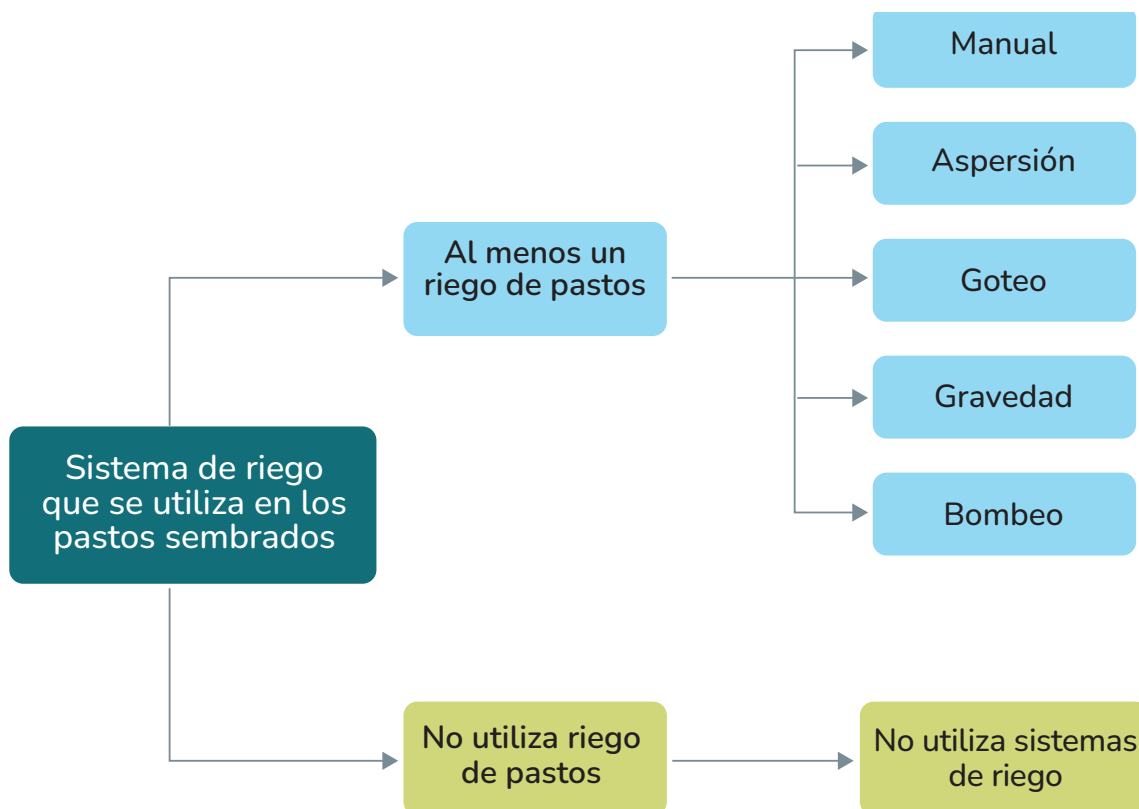 Manual
Aspersión
Al menos un
riego de pastos
Goteo
Gravedad
Sistema de riego
que se utiliza en los
pastos sembrados
Bombeo
No utiliza riego
de pastos
No utiliza sistemas
de riego